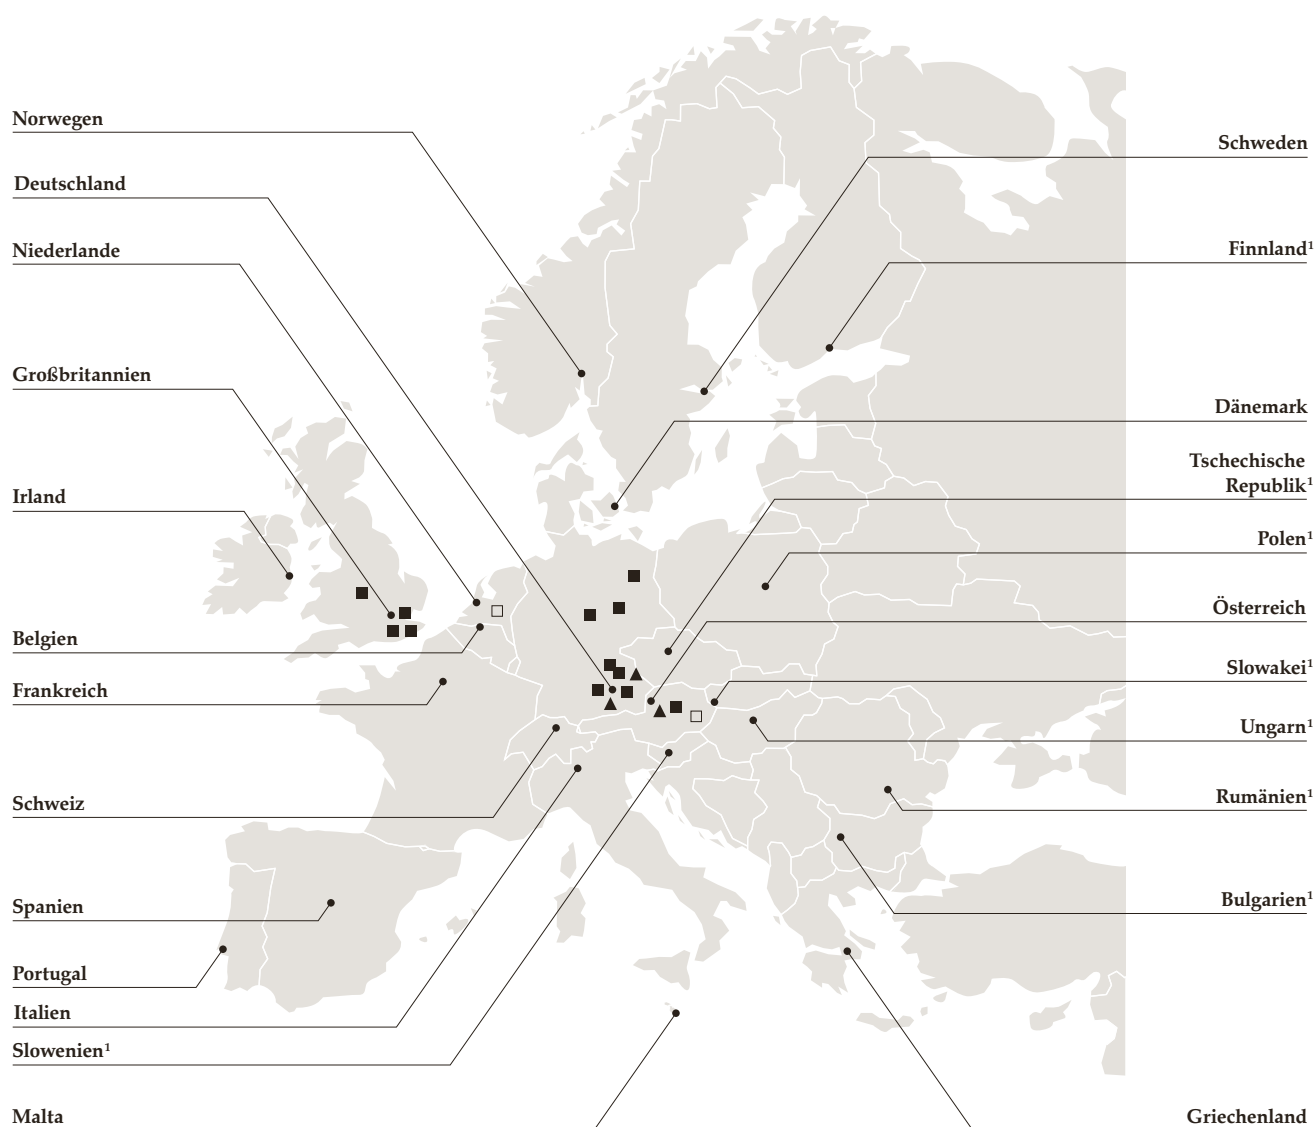 Norwegen
Deutschland
Niederlande
Großbritannien
Irland
Belgien
Frankreich
Schweiz
Spanien
Portugal
Italien
Slowenien¹
Malta
Schweden
Finnland¹
Dänemark
Tschechische
Republik¹
Polen¹
Österreich
Slowakei¹
Ungarn¹
Rumänien¹
Bulgarien¹
Griechenland